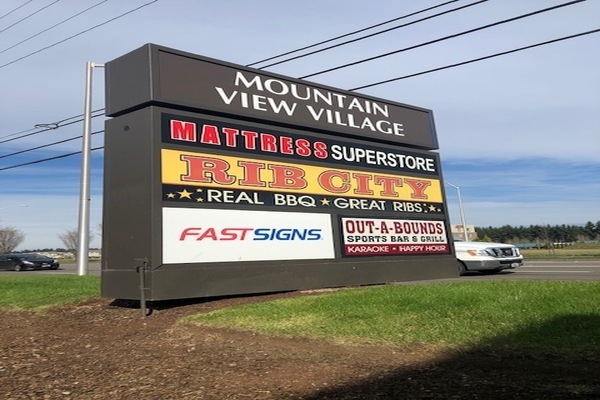 MOUNTAIN
VIEW VILLAGE
MATTRESS SUPERSTORE
RIB CITY
REAL BBQ GREAT RIBS
FASTSIGNS
OUT-A-BOUNDS
SPORTS BAR & GRILL
KARAOKE • HAPPY HOUR